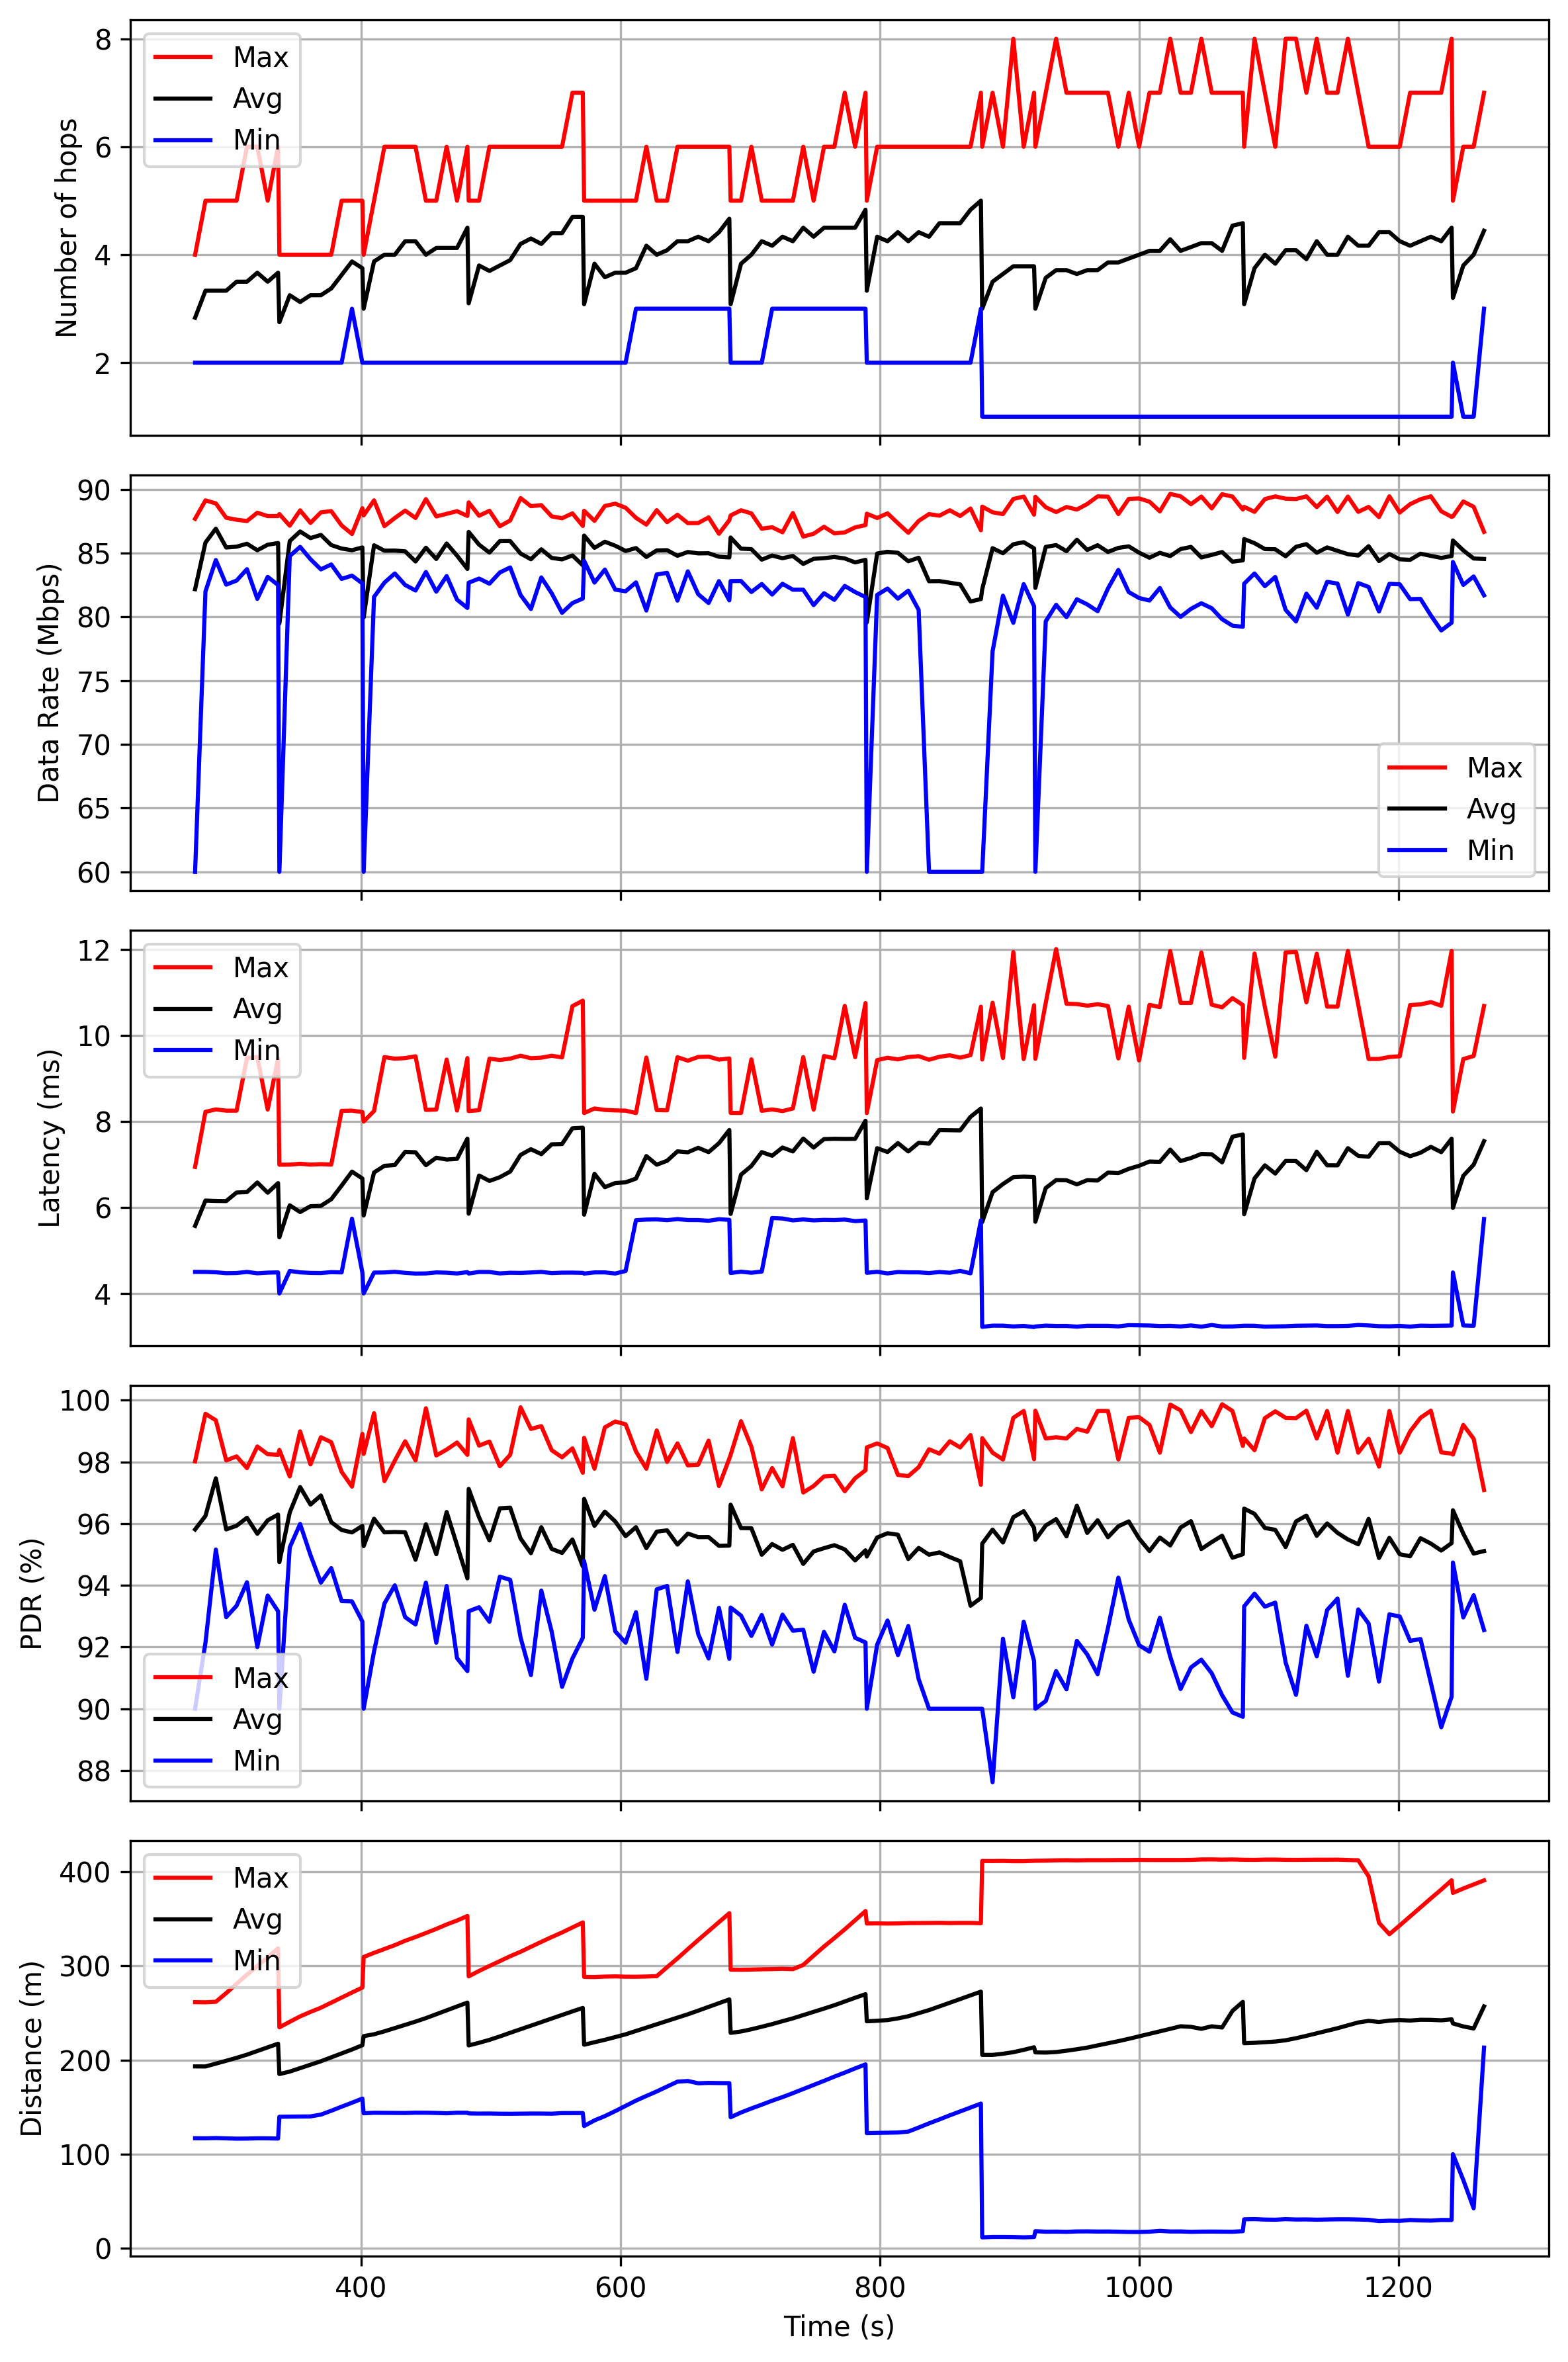 Number of hops
8
6
4
2
Max
Avg
Min
Data Rate (Mbps)
90
85
80
75
70
65
60
Max
Avg
Min
Latency (ms)
12
10
8
6
4
Max
Avg
Min
PDR (%)
100
98
96
94
92
90
88
Max
Avg
Min
Distance (m)
400
300
200
100
0
Max
Avg
Min
400 600 800 1000 1200
Time (s)